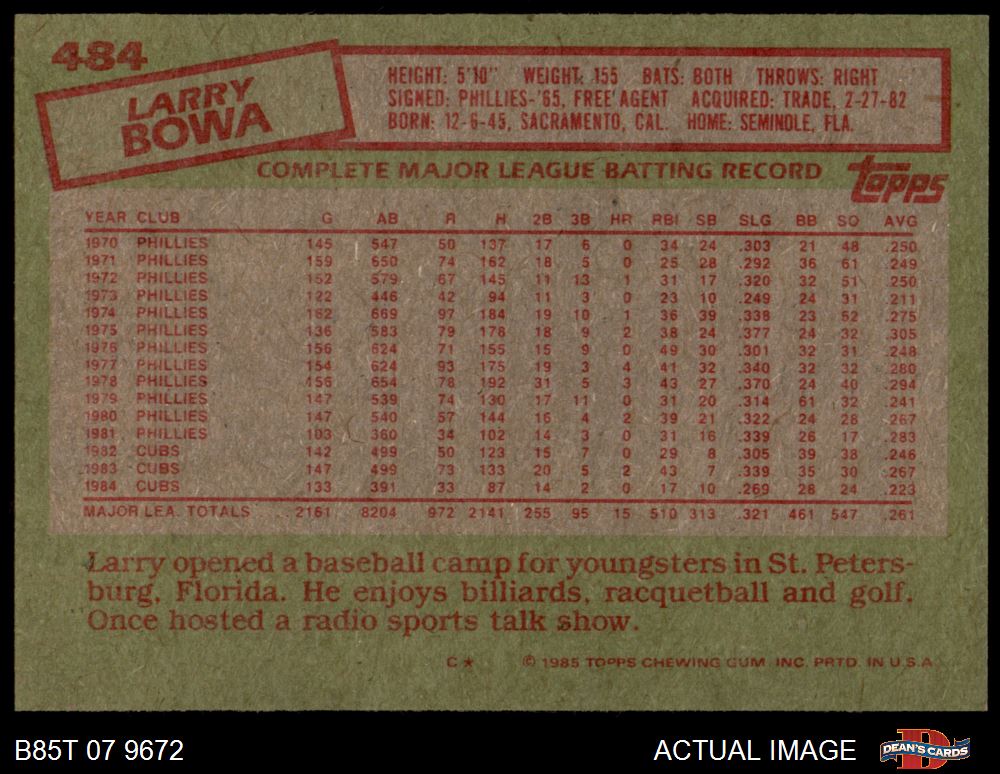 484
LARRY
BOWA
HEIGHT: 5'10" WEIGHT: 155 BATS: BOTH THROWS: RIGHT
SIGNED: PHILLIES-'65, FREE AGENT ACQUIRED: TRADE, 2-27-82
BORN: 12-6-45, SACRAMENTO, CAL. HOME: SEMINOLE, FLA.
COMPLETE MAJOR LEAGUE BATTING RECORD
topps
YEAR CLUB G AB R H 2B 3B HR RBI SB SLG BB SO AVG
1970 PHILLIES 145 547 50 137 17 6 0 34 24 .303 21 48 .250
1971 PHILLIES 159 650 74 162 18 5 0 25 28 .292 36 61 .249
1972 PHILLIES 152 579 67 145 11 13 1 31 17 .320 32 51 .250
1973 PHILLIES 122 446 42 94 11 3 0 23 10 .249 24 31 .211
1974 PHILLIES 162 669 97 184 19 10 1 36 39 .338 23 52 .275
1975 PHILLIES 136 583 79 178 18 9 2 38 24 .377 24 32 .305
1976 PHILLIES 156 624 71 155 15 9 0 49 30 .301 32 31 .248
1977 PHILLIES 154 624 93 175 19 3 4 41 32 .340 32 32 .280
1978 PHILLIES 156 654 78 192 31 5 3 43 27 .370 24 40 .294
1979 PHILLIES 147 539 74 130 17 11 0 31 20 .314 61 32 .241
1980 PHILLIES 147 540 57 144 16 4 2 39 21 .322 24 28 .267
1981 PHILLIES 103 360 34 102 14 3 0 31 16 .339 26 17 .283
1982 CUBS 142 499 50 123 15 7 0 29 8 .305 39 38 .246
1983 CUBS 147 499 73 133 20 5 2 43 7 .339 35 30 .267
1984 CUBS 133 391 33 87 14 2 0 17 10 .269 28 24 .223
MAJOR LEA. TOTALS 2161 8204 972 2141 255 95 15 510 313 .321 461 547 .261
Larry opened a baseball camp for youngsters in St. Peters-
burg, Florida. He enjoys billiards, racquetball and golf.
Once hosted a radio sports talk show.
C★ © 1985 TOPPS CHEWING GUM. INC. PRTD. IN U.S.A.
B85T 07 9672 ACTUAL IMAGE DEAN'S CARDS